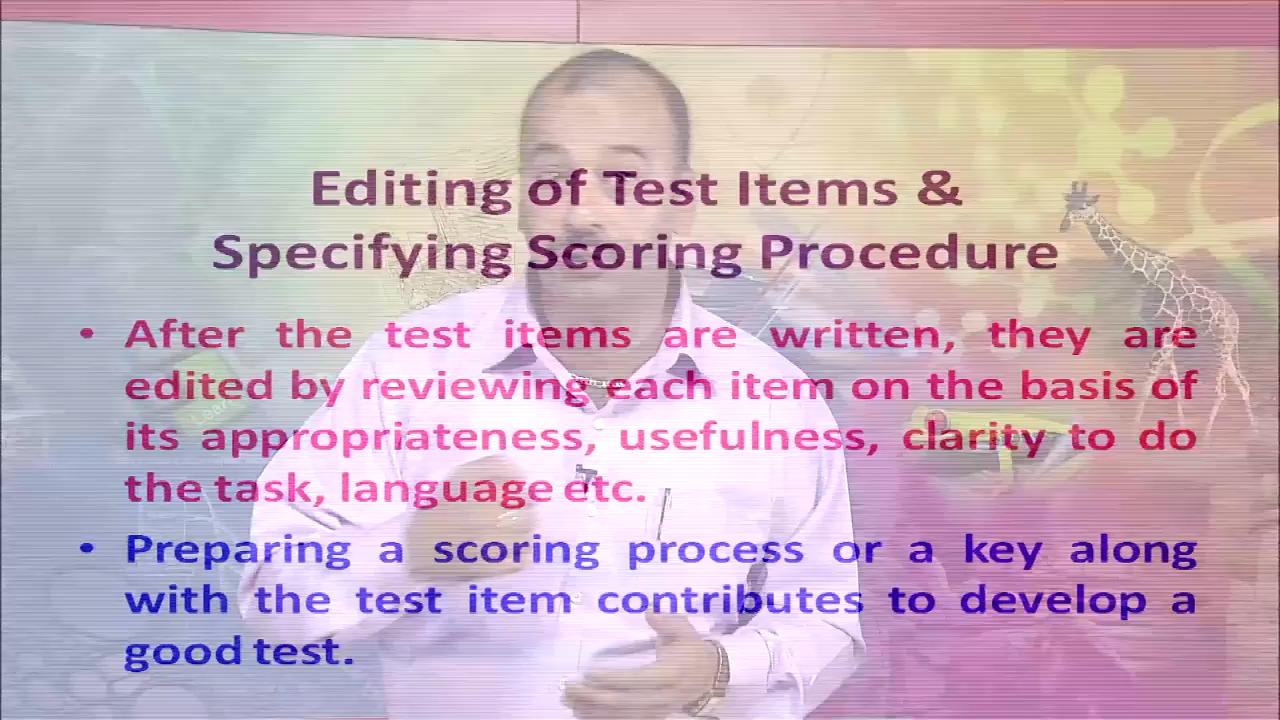 Editing of Test Items &
Specifying Scoring Procedure
• After the test items are written, they are
edited by reviewing each item on the basis of
its appropriateness, usefulness, clarity to do
the task, language etc.
• Preparing a scoring process or a key along
with the test item contributes to develop a
good test.